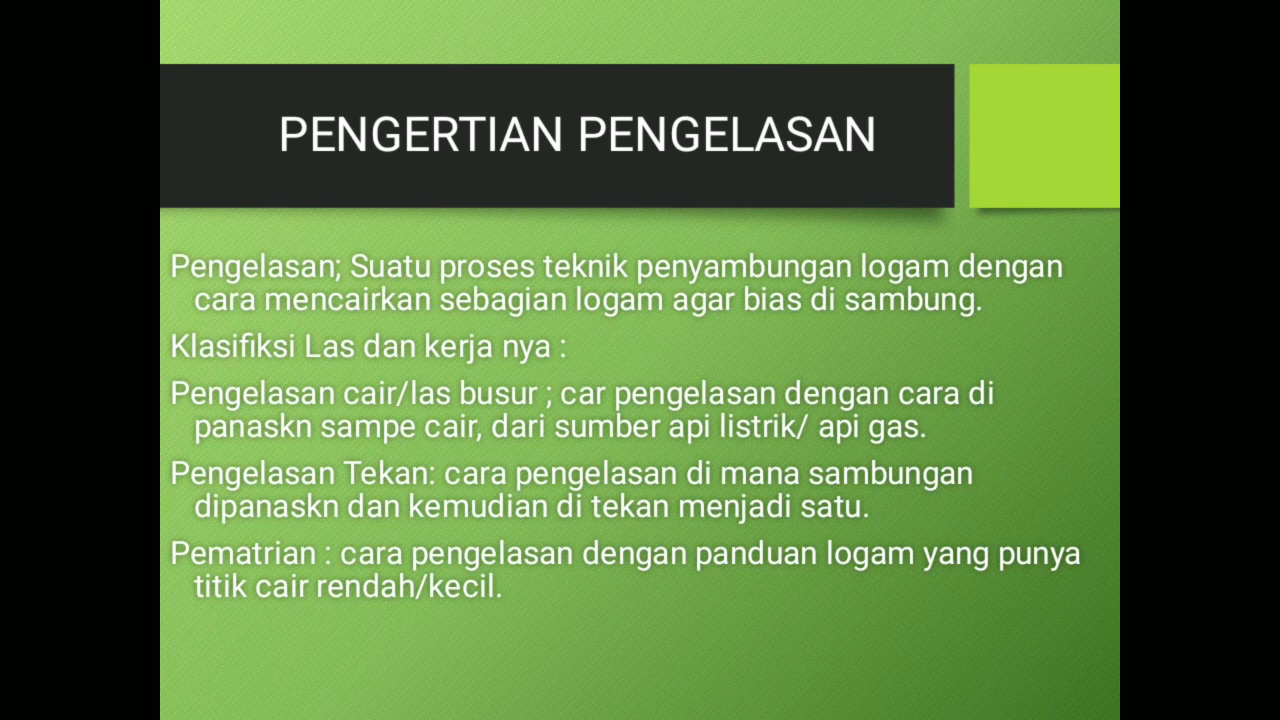 PENGERTIAN PENGELASAN
Pengelasan; Suatu proses teknik penyambungan logam dengan
cara mencairkan sebagian logam agar bias di sambung.
Klasifiksi Las dan kerja nya :
Pengelasan cair/las busur ; car pengelasan dengan cara di
panaskn sampe cair, dari sumber api listrik/ api gas.
Pengelasan Tekan: cara pengelasan di mana sambungan
dipanaskn dan kemudian di tekan menjadi satu.
Pematrian : cara pengelasan dengan panduan logam yang punya
titik cair rendah/kecil.